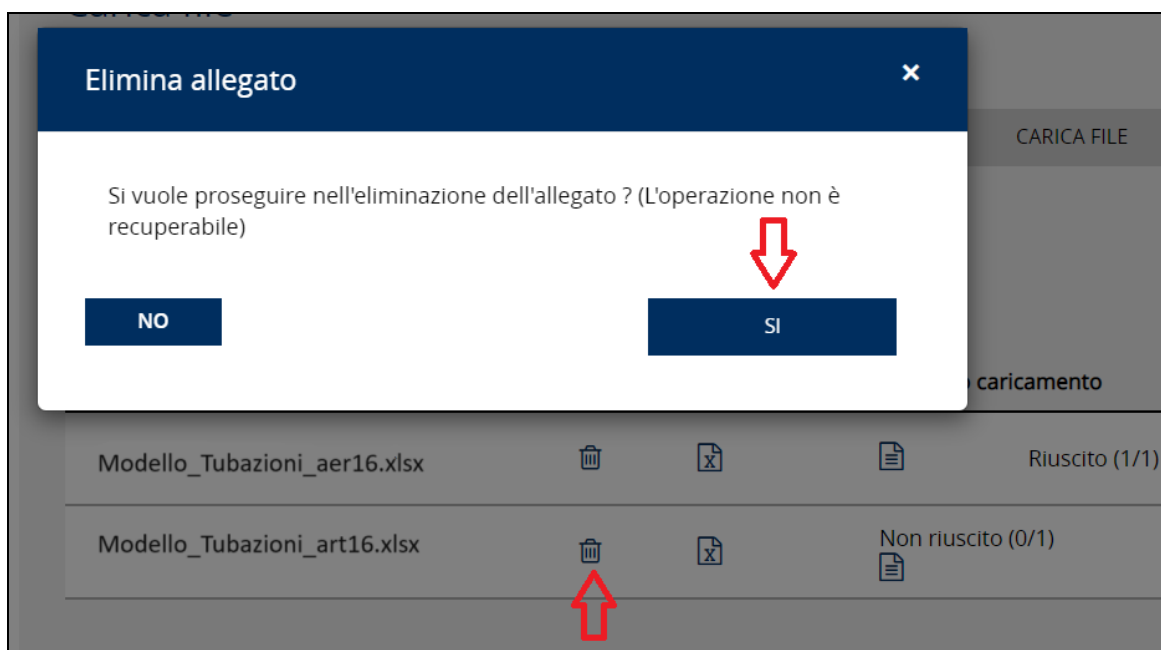 Elimina allegato
CARICA FILE
Si vuole proseguire nell'eliminazione dell'allegato ? (L'operazione non è
recuperabile)
NO
SI
caricamento
Modello_Tubazioni_aer16.xlsx
Riuscito (1/1)
Modello_Tubazioni_art16.xlsx
Non riuscito (0/1)